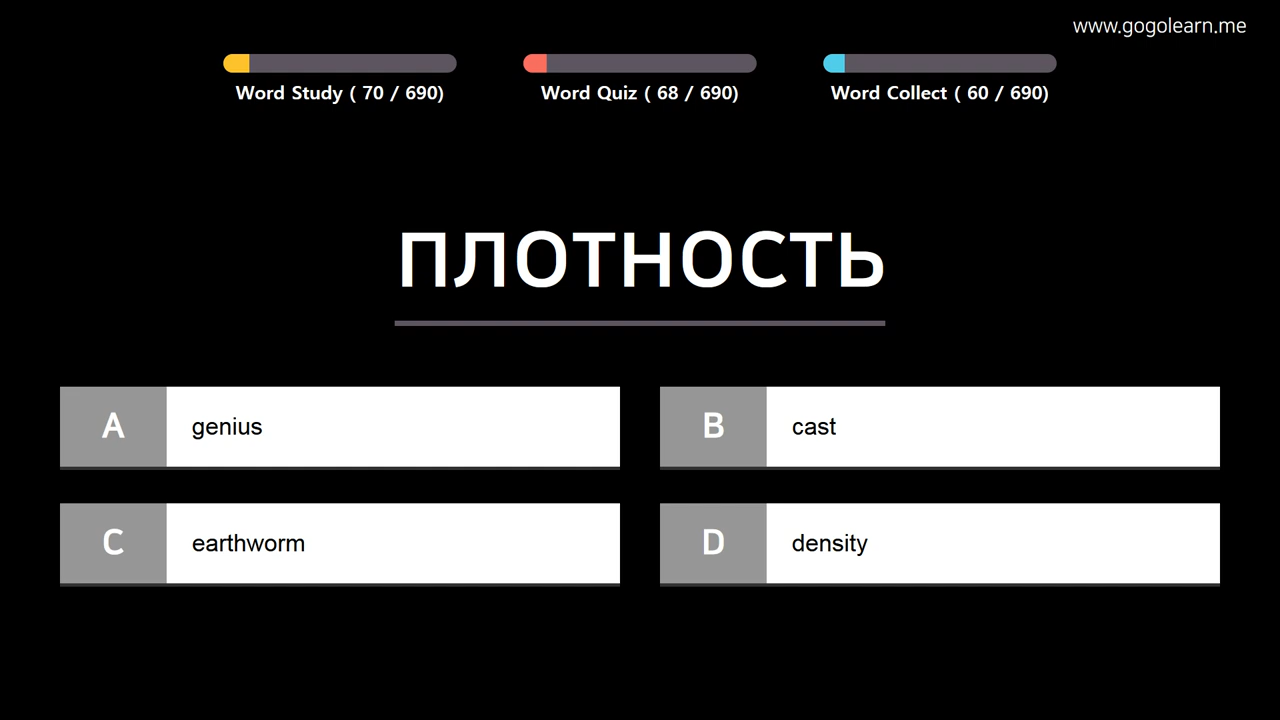 www.gogolearn.me
Word Study ( 70 / 690)
Word Quiz ( 68 / 690)
Word Collect ( 60 / 690)
ПЛОТНОСТЬ
A genius
B cast
C earthworm
D density